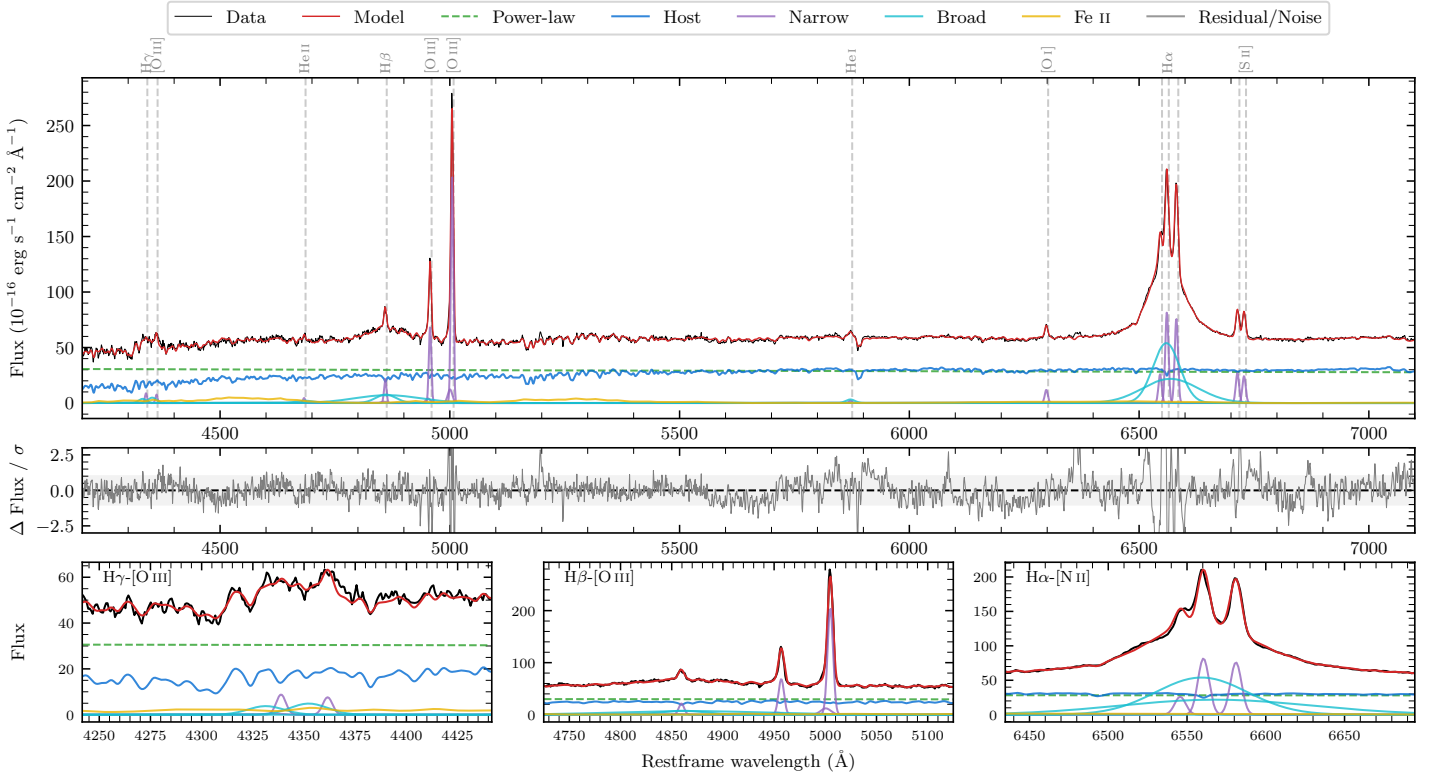 Data Model Power-law Host Narrow Broad Fe II Residual/Noise
Hγ [O III] He II Hβ [O III] [O III] He I [O I] Hα [S II]
Flux (10⁻¹⁶ erg s⁻¹ cm⁻² Å⁻¹)
250
200
150
100
50
0
4500 5000 5500 6000 6500 7000
Δ Flux / σ
2.5
0.0
−2.5
4500 5000 5500 6000 6500 7000
Flux
Hγ-[O III]
60
40
20
0
4250 4275 4300 4325 4350 4375 4400 4425
Hβ-[O III]
200
100
0
4750 4800 4850 4900 4950 5000 5050 5100
Hα-[N II]
200
150
100
50
0
6450 6500 6550 6600 6650
Restframe wavelength (Å)